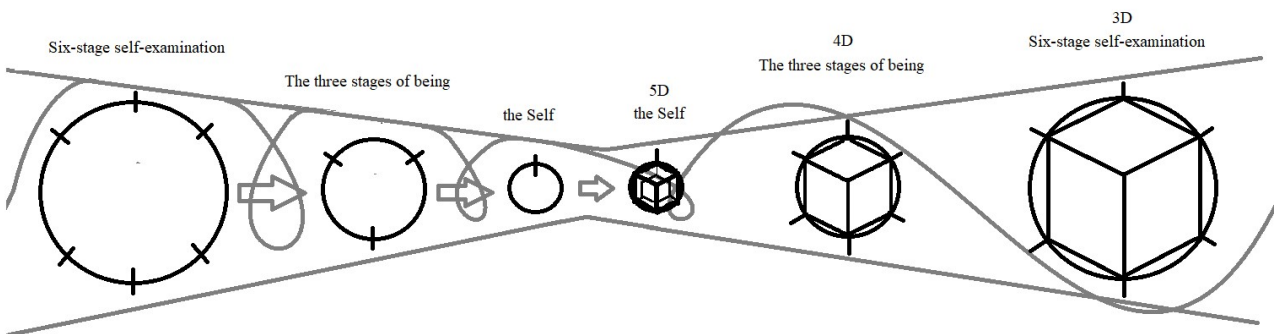 Six-stage self-examination
The three stages of being
the Self
5D
the Self
4D
The three stages of being
3D
Six-stage self-examination